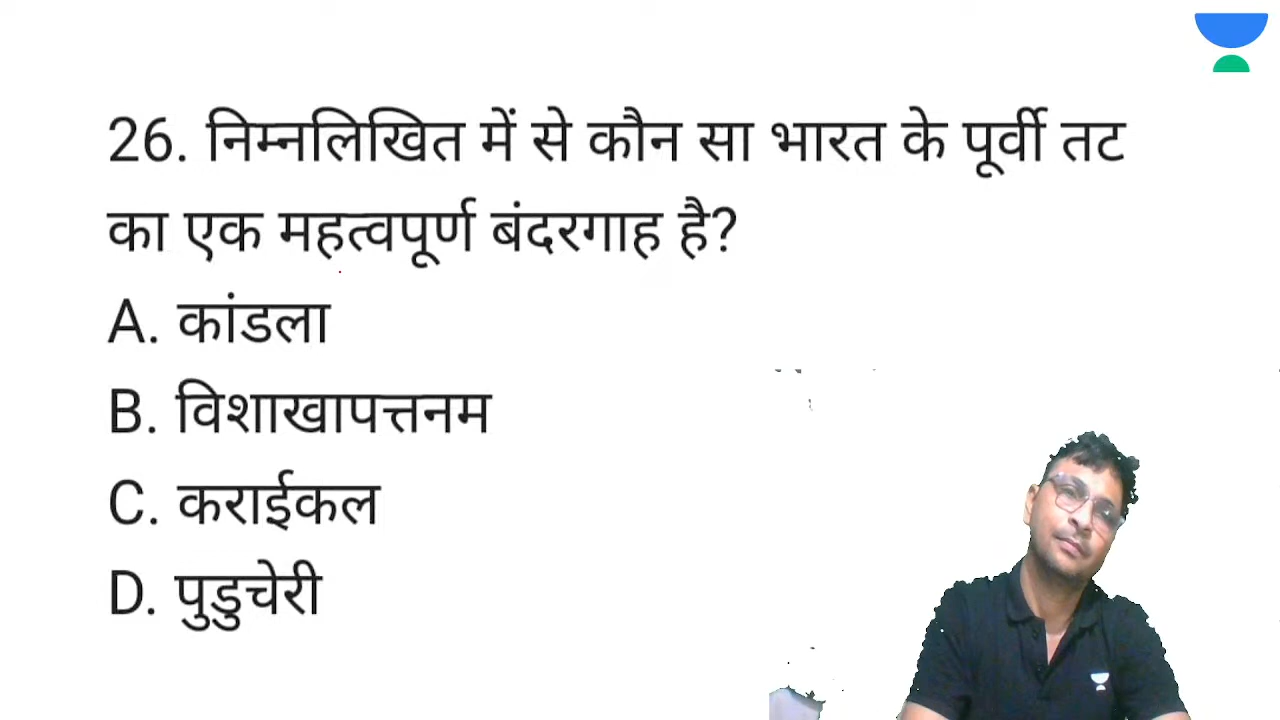 26. निम्नलिखित में से कौन सा भारत के पूर्वी तट
का एक महत्वपूर्ण बंदरगाह है?
A. कांडला
B. विशाखापत्तनम
C. कराईकल
D. पुडुचेरी